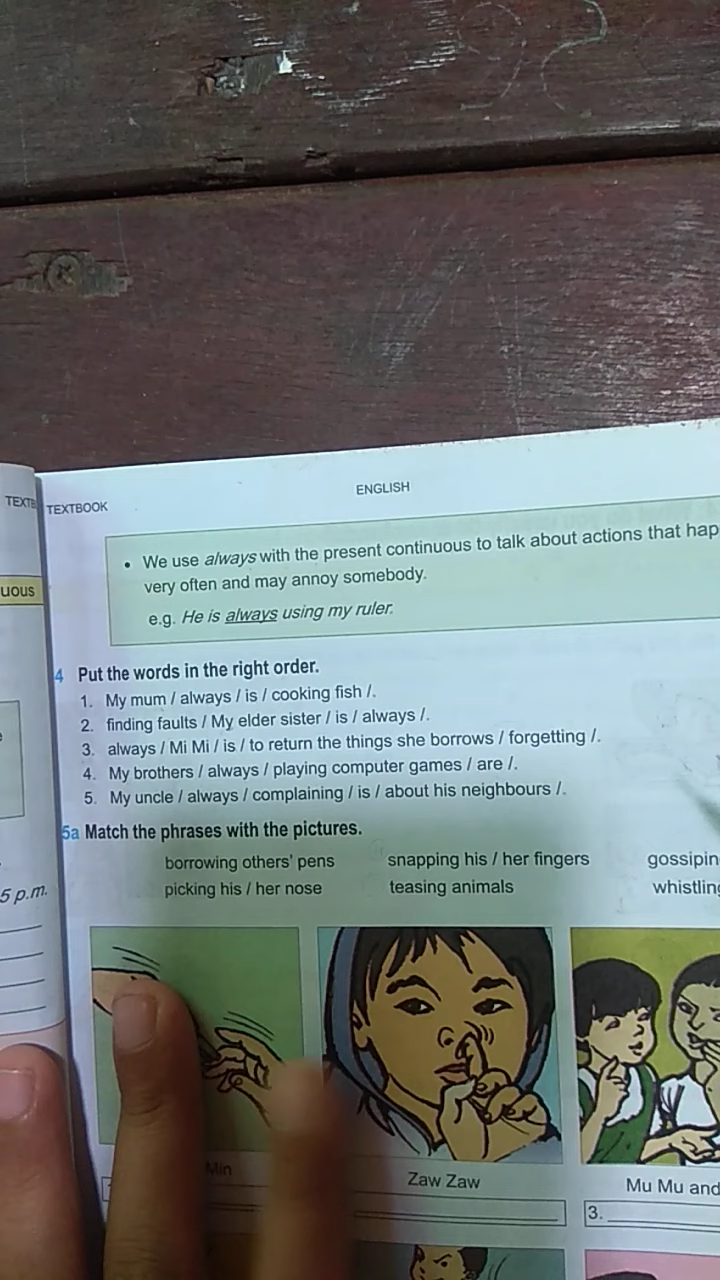 TEXTB
TEXTBOOK
ENGLISH
uous
• We use always with the present continuous to talk about actions that hap
very often and may annoy somebody.
e.g. He is always using my ruler.
4 Put the words in the right order.
1. My mum / always / is / cooking fish /.
2. finding faults / My elder sister / is / always /.
3. always / Mi Mi / is / to return the things she borrows / forgetting /.
4. My brothers / always / playing computer games / are /.
5. My uncle / always / complaining / is / about his neighbours /.
5a Match the phrases with the pictures.
borrowing others' pens snapping his / her fingers gossipin
picking his / her nose teasing animals whistling
5 p.m.
Min Zaw Zaw Mu Mu and
3.